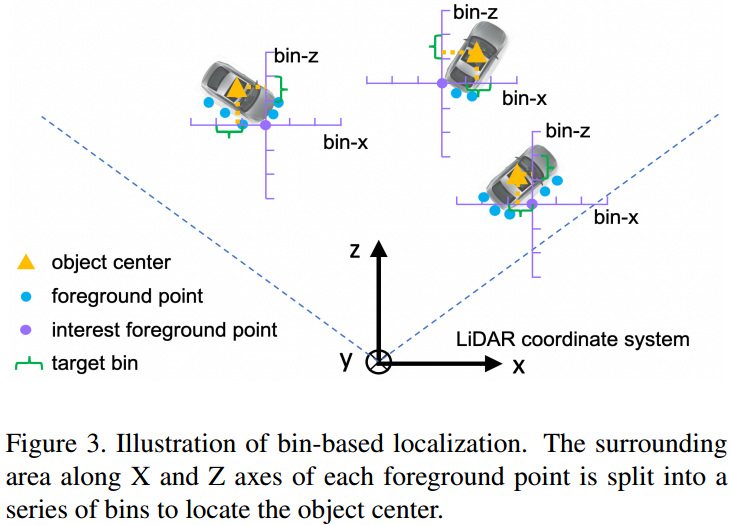 bin-z
bin-z
bin-x
bin-x
bin-z
bin-x
z
object center
foreground point
interest foreground point
LiDAR coordinate system
target bin
y
x
Figure 3. Illustration of bin-based localization. The surrounding
area along X and Z axes of each foreground point is split into a
series of bins to locate the object center.